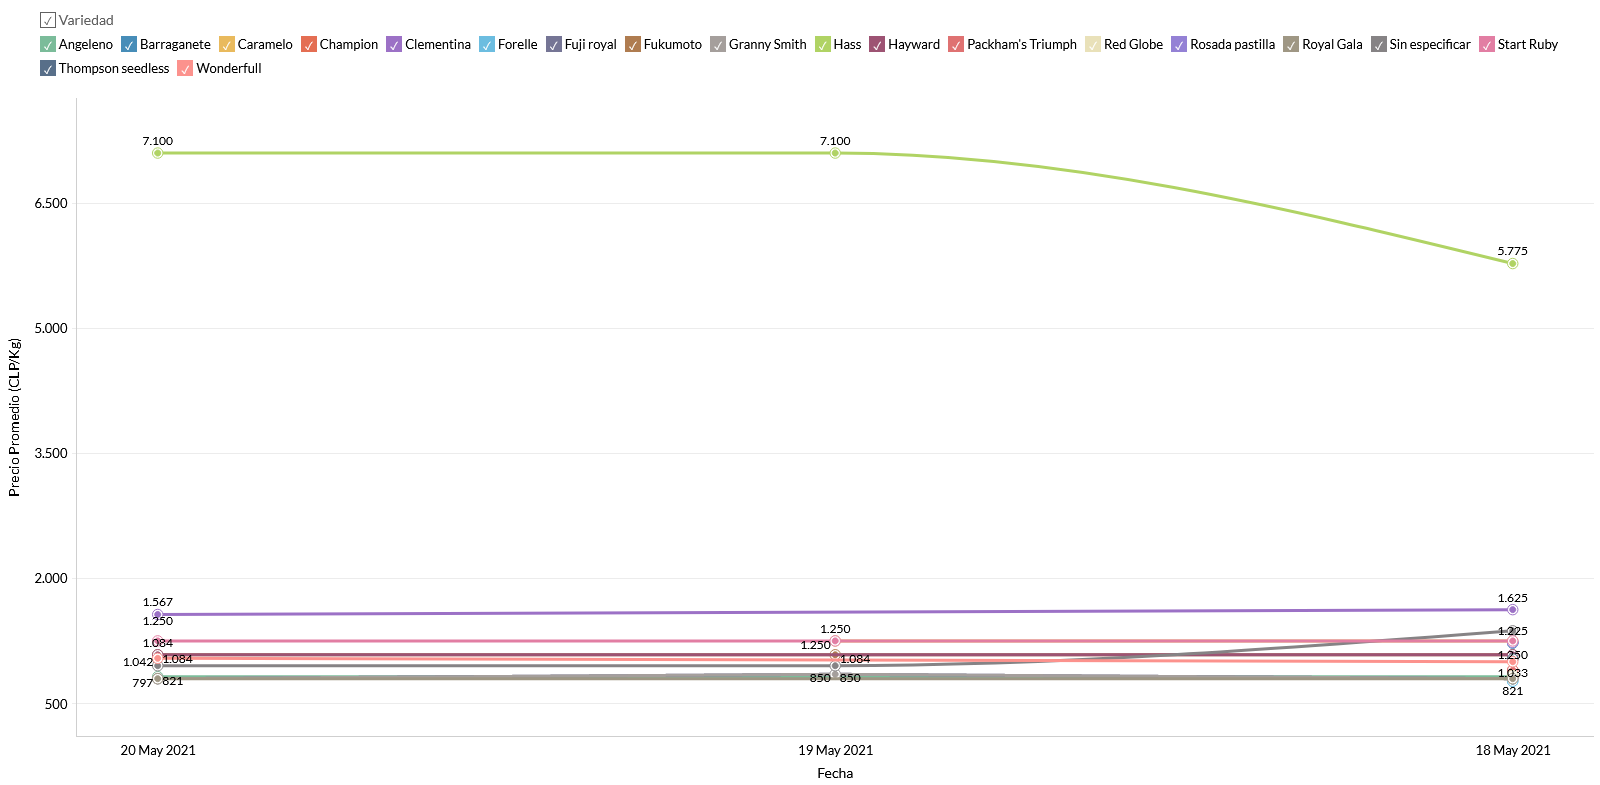 Variedad
Angeleno Barraganete Caramelo Champion Clementina Forelle Fuji royal Fukumoto Granny Smith Hass Hayward Packham's Triumph Red Globe Rosada pastilla Royal Gala Sin especificar Start Ruby
Thompson seedless Wonderfull
7.100 7.100
6.500
5.775
5.000
Precio Promedio (CLP/Kg)
3.500
2.000
1.567 1.625
1.250 1.250 1.225
1.084 1.250
1.042 1.084 1.084 1.250
797 821 850 850 1.033
821
500
20 May 2021 19 May 2021 18 May 2021
Fecha